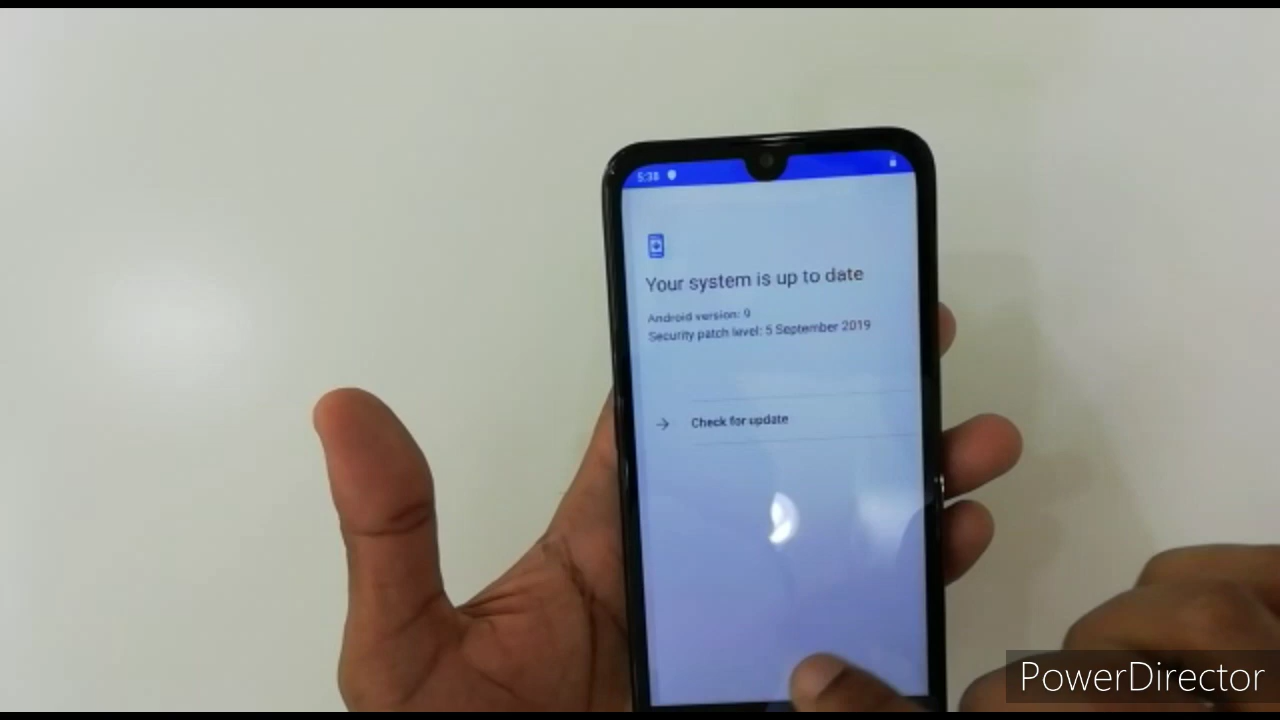 5:38
Your system is up to date
Android version: 9
Security patch level: 5 September 2019
Check for update
PowerDirector